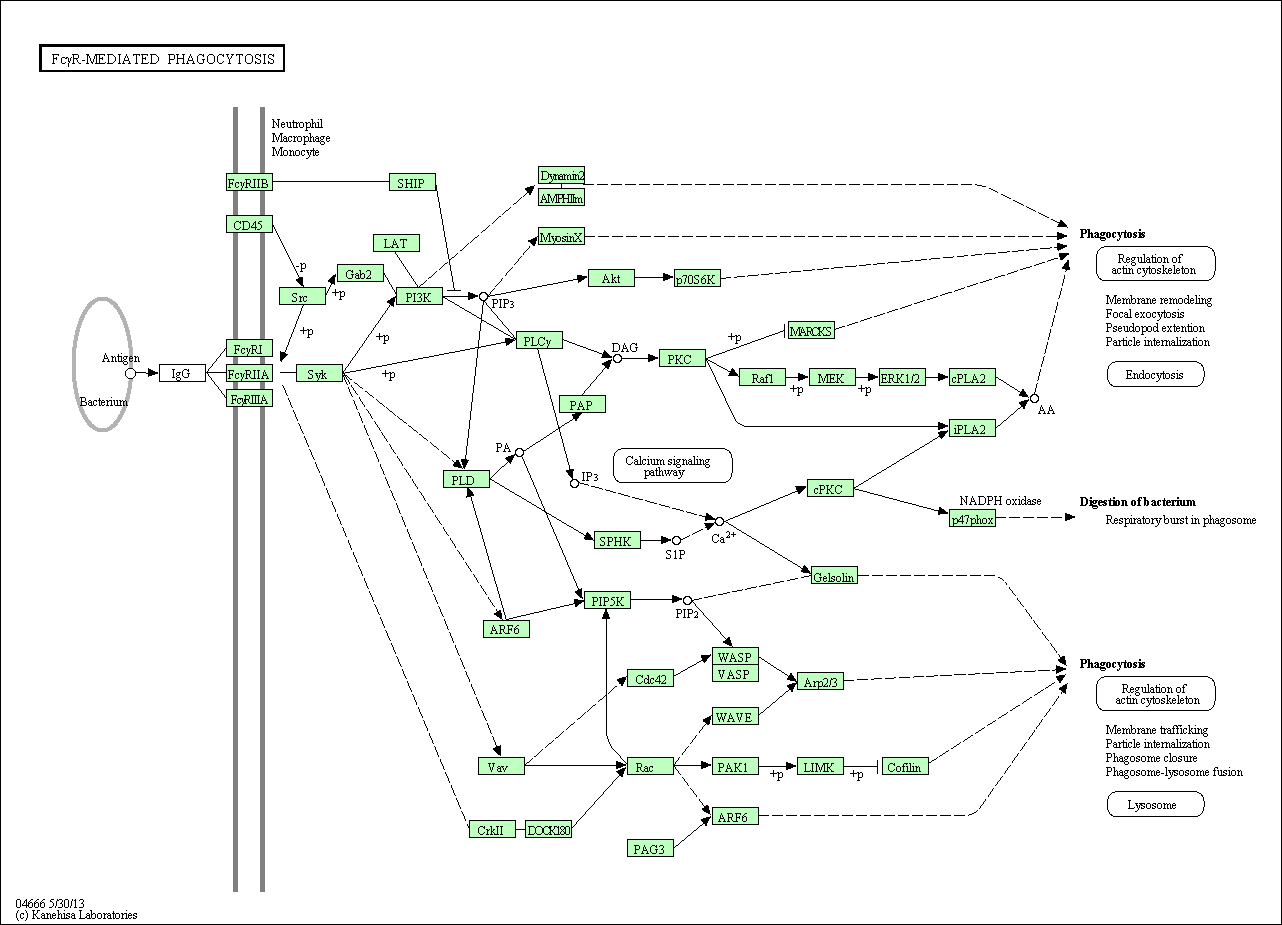 FcγR-MEDIATED PHAGOCYTOSIS
Neutrophil
Macrophage
Monocyte
FcγRIIB
SHIP
Dynamin2
AMPHIIm
CD45
LAT
MyosinX
Phagocytosis
-p
Gab2
Akt
p70S6K
Regulation of
actin cytoskeleton
Src
+p
PI3K
PIP3
Membrane remodeling
Focal exocytosis
Pseudopod extention
Particle internalization
+p
+p
PLCγ
DAG
+p
MARCKS
FcγRI
Antigen
IgG
FcγRIIA
Syk
+p
PKC
Raf1
+p
MEK
+p
ERK1/2
cPLA2
Endocytosis
Bacterium
FcγRIIIA
PAP
AA
iPLA2
PA
PLD
IP3
Calcium signaling
pathway
cPKC
NADPH oxidase
Digestion of bacterium
p47phox
Respiratory burst in phagosome
SPHK
S1P
Ca2+
Gelsolin
PIP5K
PIP2
ARF6
WASP
VASP
Phagocytosis
Cdc42
Arp2/3
Regulation of
actin cytoskeleton
WAVE
Membrane trafficking
Particle internalization
Phagosome closure
Phagosome-lysosome fusion
Vav
Rac
PAK1
+p
LIMK
+p
Cofilin
Lysosome
CrkII
DOCK180
ARF6
PAG3
04666 5/30/13
(c) Kanehisa Laboratories